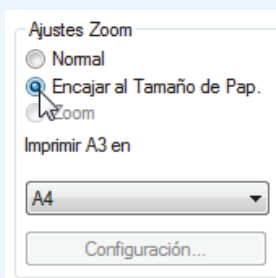 Ajustes Zoom
Normal
Encajar al Tamaño de Pap.
Zoom
Imprimir A3 en
A4
Configuración...